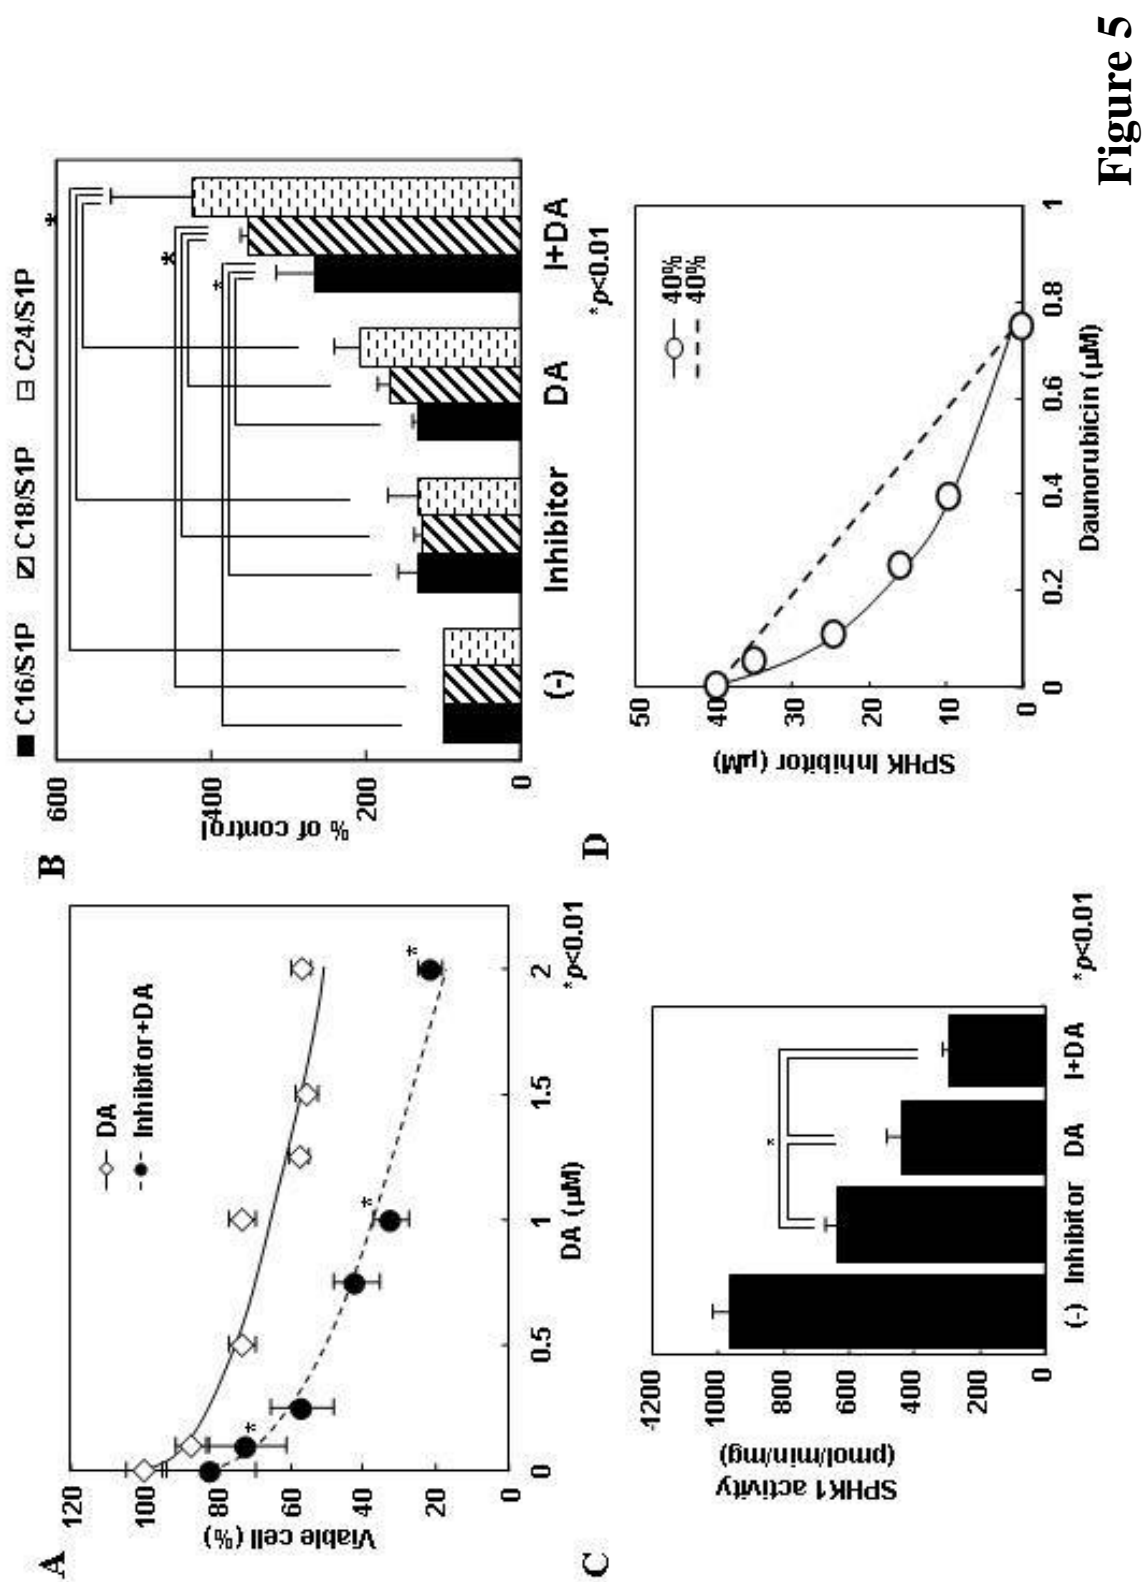 A
120
100
80
60
40
20
0
Viable cell (%)
DA
Inhibitor+DA
*
*
*
0
0.5
1
1.5
2
DA (μM)
*p<0.01
B
C16/S1P C18/S1P C24/S1P
600
400
200
0
% of control
*
*
*
(-) Inhibitor DA I+DA
*p<0.01
C
1200
1000
800
600
400
200
0
SPHK1 activity
(pmol/min/mg)
*
(-) Inhibitor DA I+DA
*p<0.01
D
50
40
30
20
10
0
SPHK Inhibitor (μM)
40%
40%
0
0.2
0.4
0.6
0.8
1
Daunorubicin (μM)
Figure 5